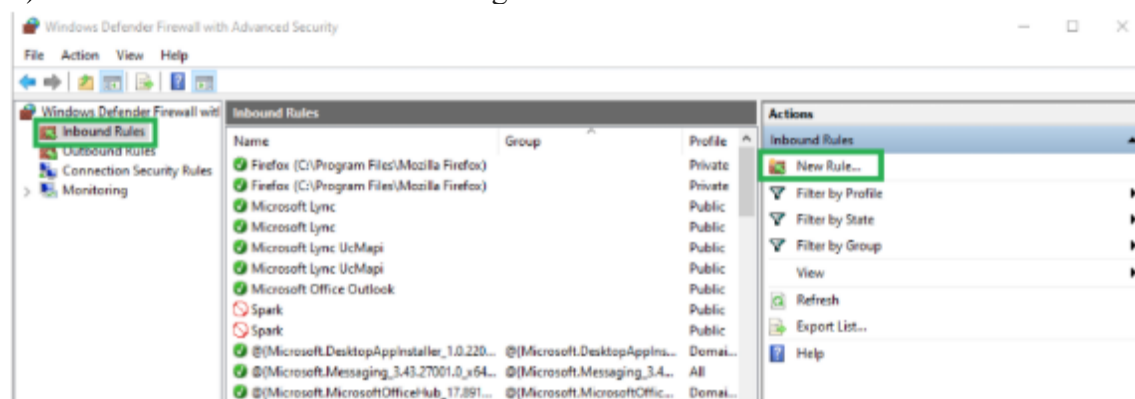 Windows Defender Firewall with Advanced Security
File Action View Help
Windows Defender Firewall witl
Inbound Rules
Outbound Rules
Connection Security Rules
Monitoring
Inbound Rules
Name Group Profile
Firefox (C:\Program Files\Mozilla Firefox) Private
Firefox (C:\Program Files\Mozilla Firefox) Private
Microsoft Lync Public
Microsoft Lync Public
Microsoft Lync UcMapi Public
Microsoft Lync UcMapi Public
Microsoft Office Outlook Public
Spark Public
Spark Public
@{Microsoft.DesktopAppInstaller_1.0.220... @{Microsoft.DesktopAppIns... Domai...
@{Microsoft.Messaging_3.43.27001.0_x64... @{Microsoft.Messaging_3.4... All
@{Microsoft.MicrosoftOfficeHub_17.891... @{Microsoft.MicrosoftOffic... Domai...
Actions
Inbound Rules
New Rule...
Filter by Profile
Filter by State
Filter by Group
View
Refresh
Export List...
Help